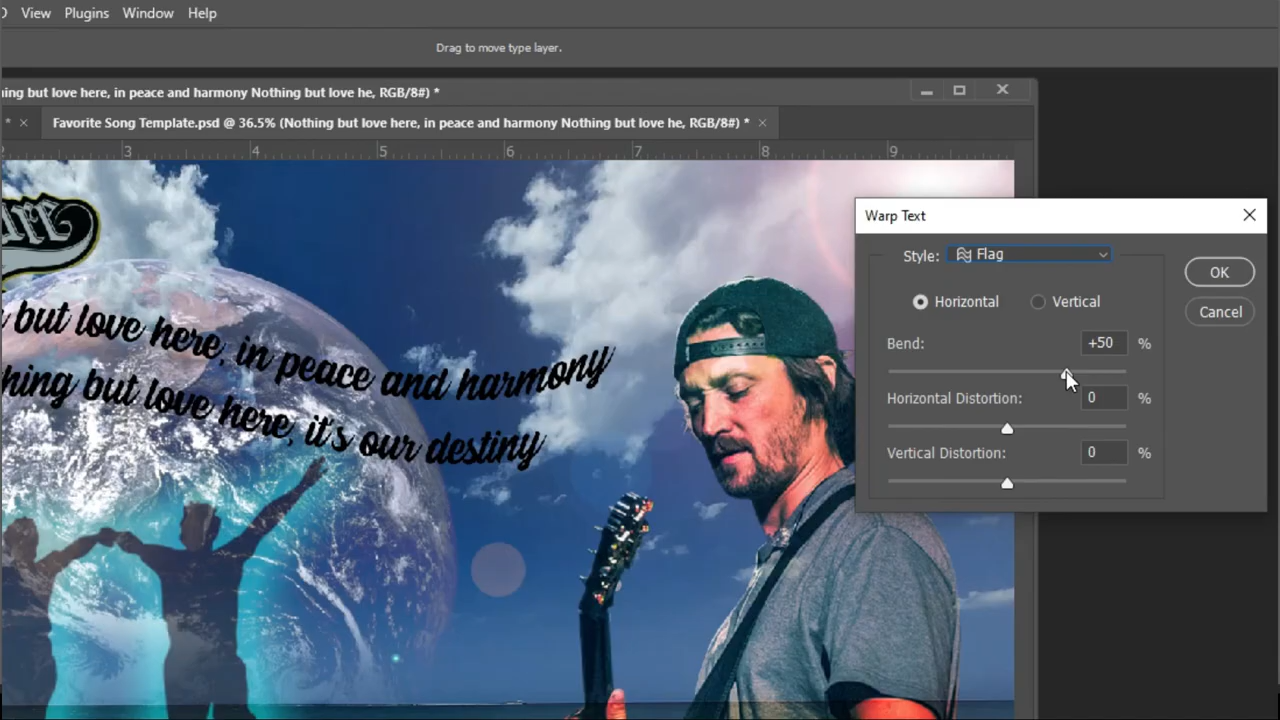 View Plugins Window Help
Drag to move type layer.
ing but love here, in peace and harmony Nothing but love he, RGB/8#) *
* × Favorite Song Template.psd @ 36.5% (Nothing but love here, in peace and harmony Nothing but love he, RGB/8#) * ×
3 4 5 6 7 8 9
Warp Text
Style: Flag
OK
Horizontal Vertical
Cancel
Bend: +50 %
Horizontal Distortion: 0 %
Vertical Distortion: 0 %
but love here, in peace and harmony
hing but love here, it's our destiny